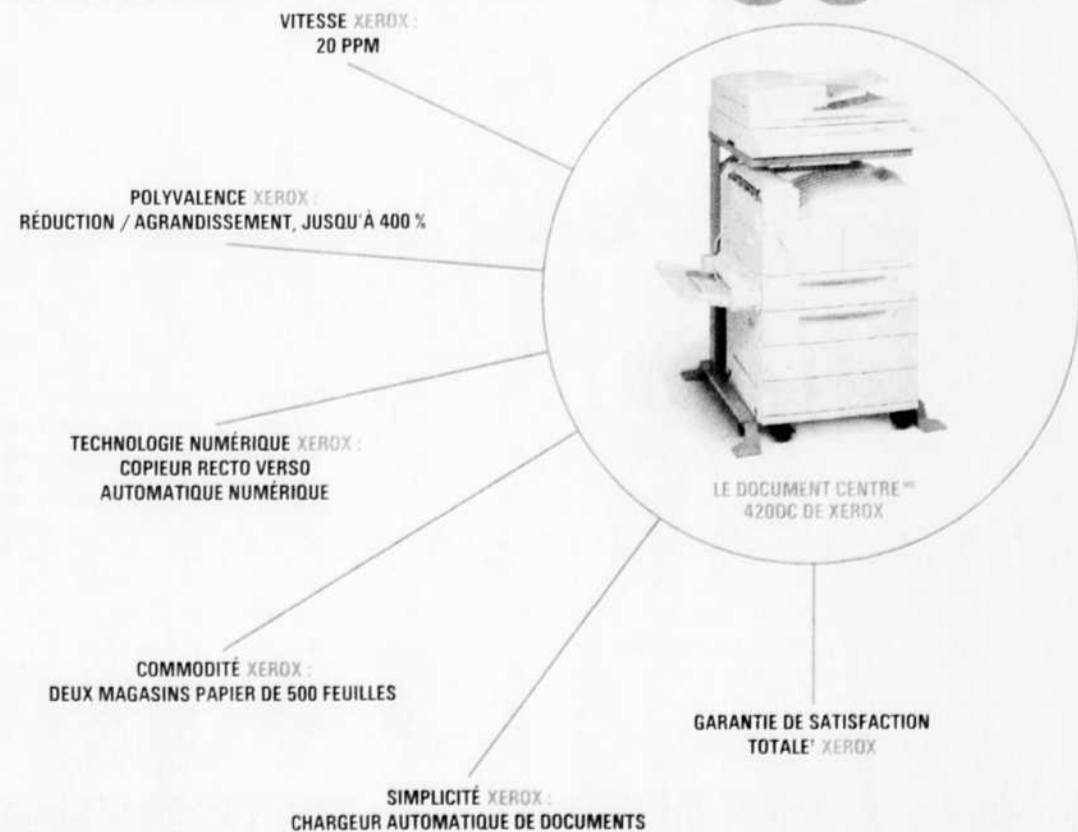 VITESSE XEROX :
20 PPM
POLYVALENCE XEROX :
RÉDUCTION / AGRANDISSEMENT, JUSQU'À 400 %
TECHNOLOGIE NUMÉRIQUE XEROX :
COPIEUR RECTO VERSO
AUTOMATIQUE NUMÉRIQUE
LE DOCUMENT CENTRE MC
420DC DE XEROX
COMMODITÉ XEROX :
DEUX MAGASINS PAPIER DE 500 FEUILLES
GARANTIE DE SATISFACTION
TOTALE† XEROX
SIMPLICITÉ XEROX :
CHARGEUR AUTOMATIQUE DE DOCUMENTS